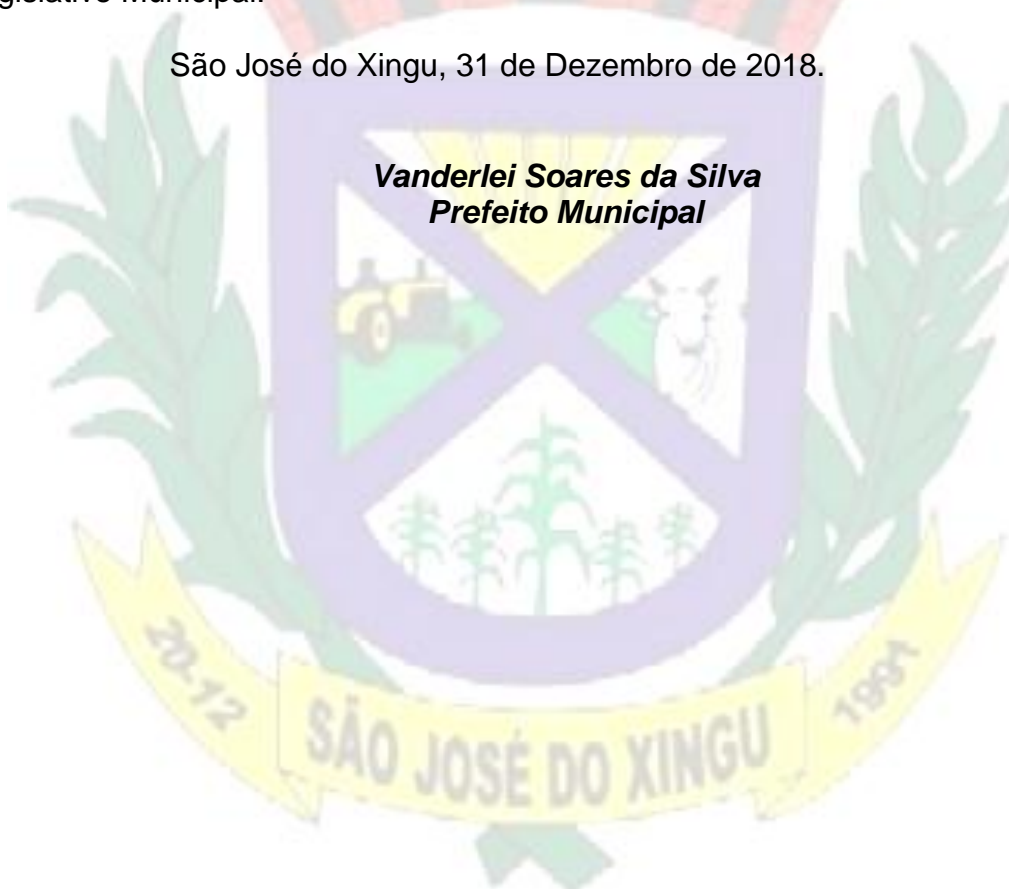 Municipal.
São José do Xingu, 31 de Dezembro de 2018.
Vanderlei Soares da Silva
Prefeito Municipal
20-12
SÃO JOSÉ DO XINGU
1991